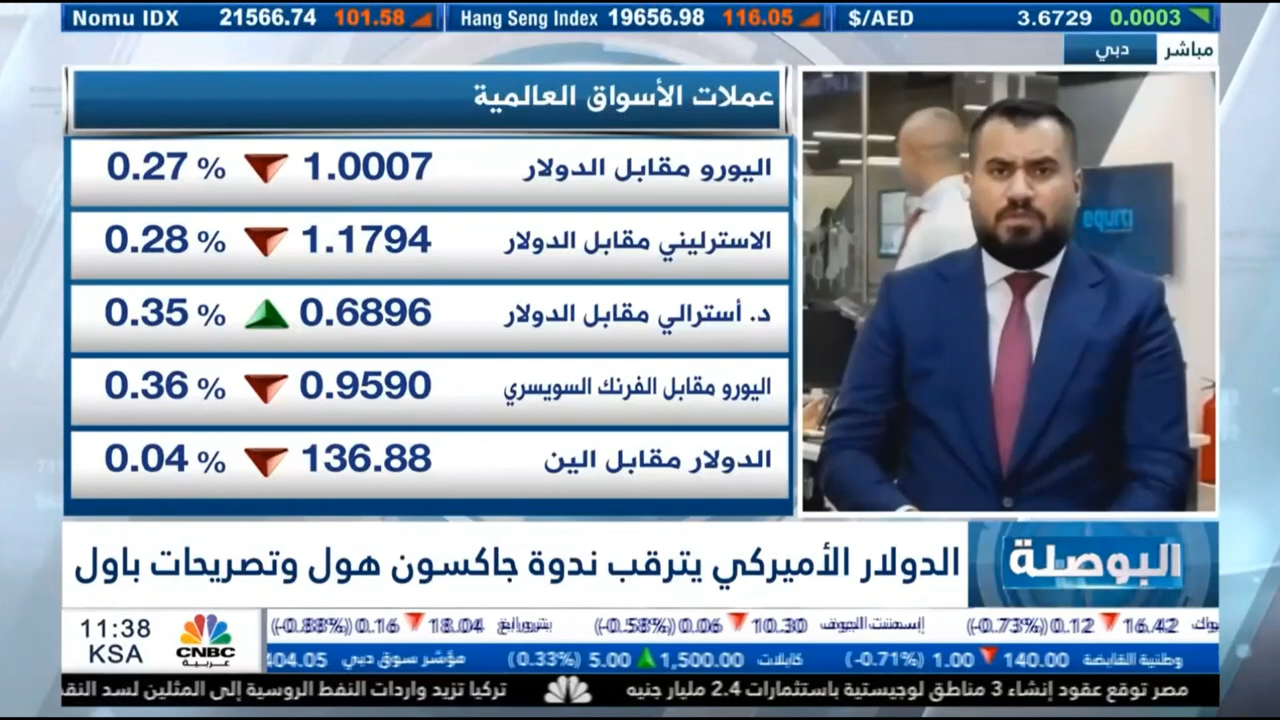 Nomu IDX 21566.74 101.58 Hang Seng Index 19656.98 116.05 $/AED 3.6729 0.0003
مباشر دبي
عملات الأسواق العالمية
اليورو مقابل الدولار 1.0007 0.27 %
الاسترليني مقابل الدولار 1.1794 0.28 %
د. أسترالي مقابل الدولار 0.6896 0.35 %
اليورو مقابل الفرنك السويسري 0.9590 0.36 %
الدولار مقابل الين 136.88 0.04 %
equiti
البوصلة
الدولار الأميركي يترقب ندوة جاكسون هول وتصريحات باول
16.42 0.12 (-0.73%) إسمنت الجوف 10.30 0.06 (-0.58%) بترو رابغ 18.04 0.16 (-0.88%)
وطنية القابضة 140.00 1.00 (-0.71%) كابلات 1,500.00 5.00 (0.33%) مؤشر سوق دبي 404.05
11:38
KSA
CNBC
عربية
مصر توقع عقود إنشاء 3 مناطق لوجيستية باستثمارات 2.4 مليار جنيه تركيا تزيد واردات النفط الروسية إلى المثلين لسد